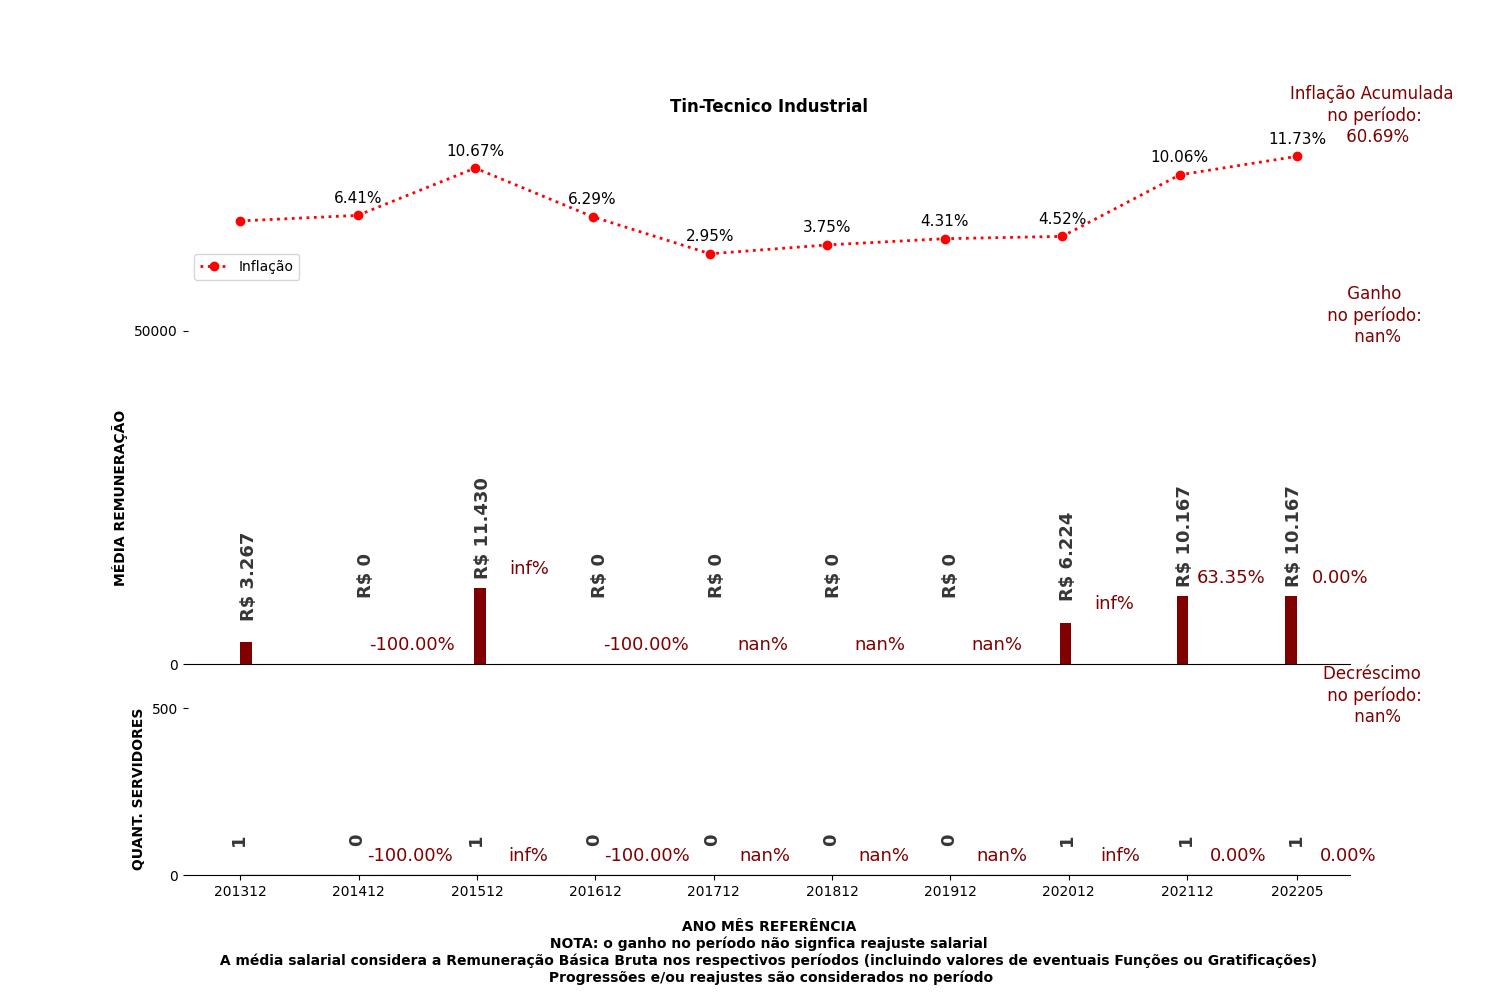 Tin-Tecnico Industrial
Inflação Acumulada
no período:
60.69%
6.41%
10.67%
6.29%
2.95%
3.75%
4.31%
4.52%
10.06%
11.73%
Inflação
Ganho
no período:
nan%
50000
0
MÉDIA REMUNERAÇÃO
R$ 3.267
R$ 0
R$ 11.430
R$ 0
R$ 0
R$ 0
R$ 0
R$ 6.224
R$ 10.167
R$ 10.167
-100.00%
inf%
-100.00%
nan%
nan%
nan%
inf%
63.35%
0.00%
Decréscimo
no período:
nan%
500
0
QUANT. SERVIDORES
1
0
1
0
0
0
0
1
1
1
-100.00%
inf%
-100.00%
nan%
nan%
nan%
inf%
0.00%
0.00%
201312
201412
201512
201612
201712
201812
201912
202012
202112
202205
ANO MÊS REFERÊNCIA
NOTA: o ganho no período não signfica reajuste salarial
A média salarial considera a Remuneração Básica Bruta nos respectivos períodos (incluindo valores de eventuais Funções ou Gratificações)
Progressões e/ou reajustes são considerados no período